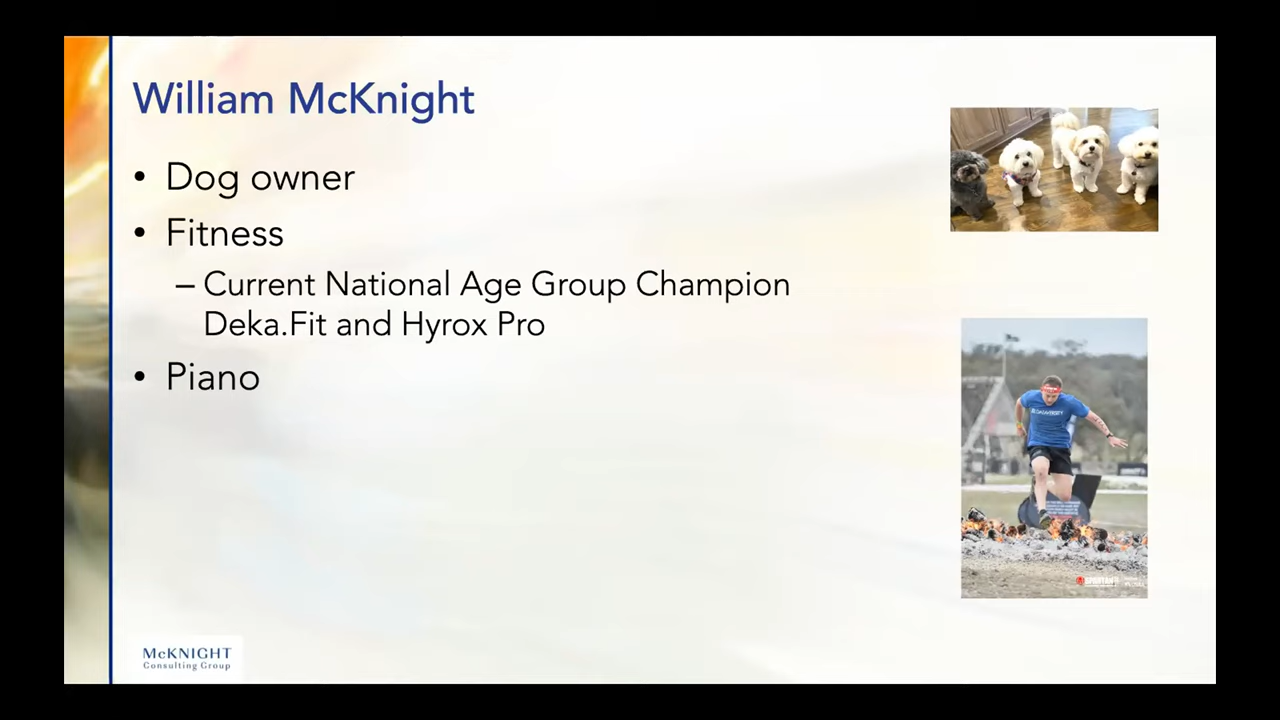 William McKnight
• Dog owner
• Fitness
– Current National Age Group Champion
Deka.Fit and Hyrox Pro
• Piano
McKNIGHT
Consulting Group